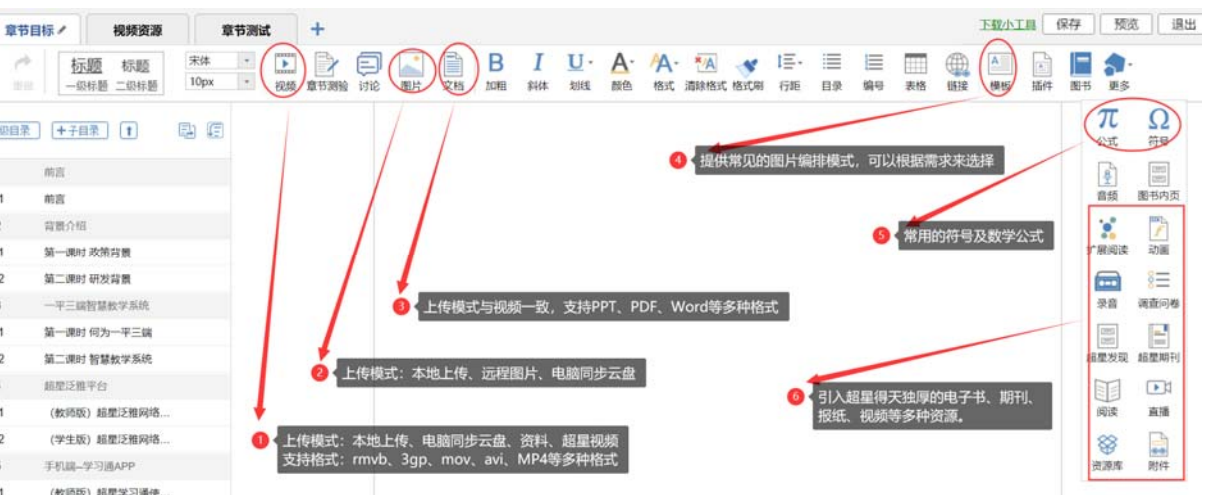 章节目标
视频资源
章节测试
下载小工具
保存
预览
退出
重做
标题 标题
一级标题 二级标题
宋体
10px
视频
章节测验
讨论
图片
文档
B
加粗
I
斜体
U
划线
A
颜色
格式
清除格式
格式刷
行距
目录
编号
表格
链接
模板
插件
图书
更多
级目录
+子目录
前言
前言
背景介绍
第一课时 政策背景
第二课时 研发背景
一平三端智慧教学系统
第一课时 何为一平三端
第二课时 智慧教学系统
超星泛雅平台
（教师版）超星泛雅网络...
（学生版）超星泛雅网络...
手机端–学习通APP
（教师版）超星学习通使...
4 提供常见的图片编排模式，可以根据需求来选择
5 常用的符号及数学公式
3 上传模式与视频一致，支持PPT、PDF、Word等多种格式
2 上传模式：本地上传、远程图片、电脑同步云盘
6 引入超星得天独厚的电子书、期刊、
报纸、视频等多种资源。
1 上传模式：本地上传、电脑同步云盘、资料、超星视频
支持格式：rmvb、3gp、mov、avi、MP4等多种格式
π Ω
公式 符号
音频 图书内页
扩展阅读 动画
录音 调查问卷
超星发现 超星期刊
阅读 直播
资源库 附件